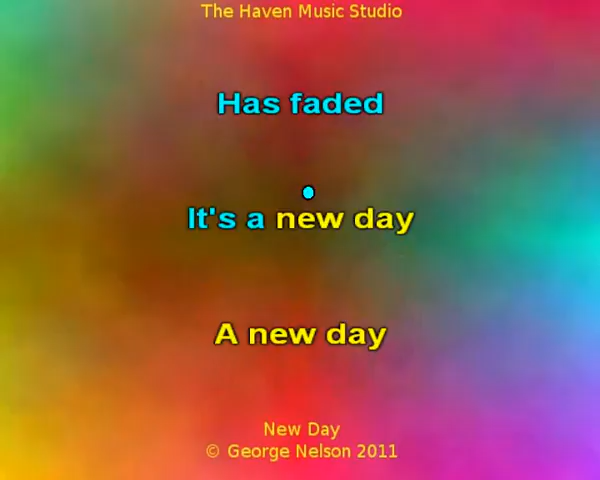 The Haven Music Studio
Has faded
It's a new day
A new day
New Day
© George Nelson 2011